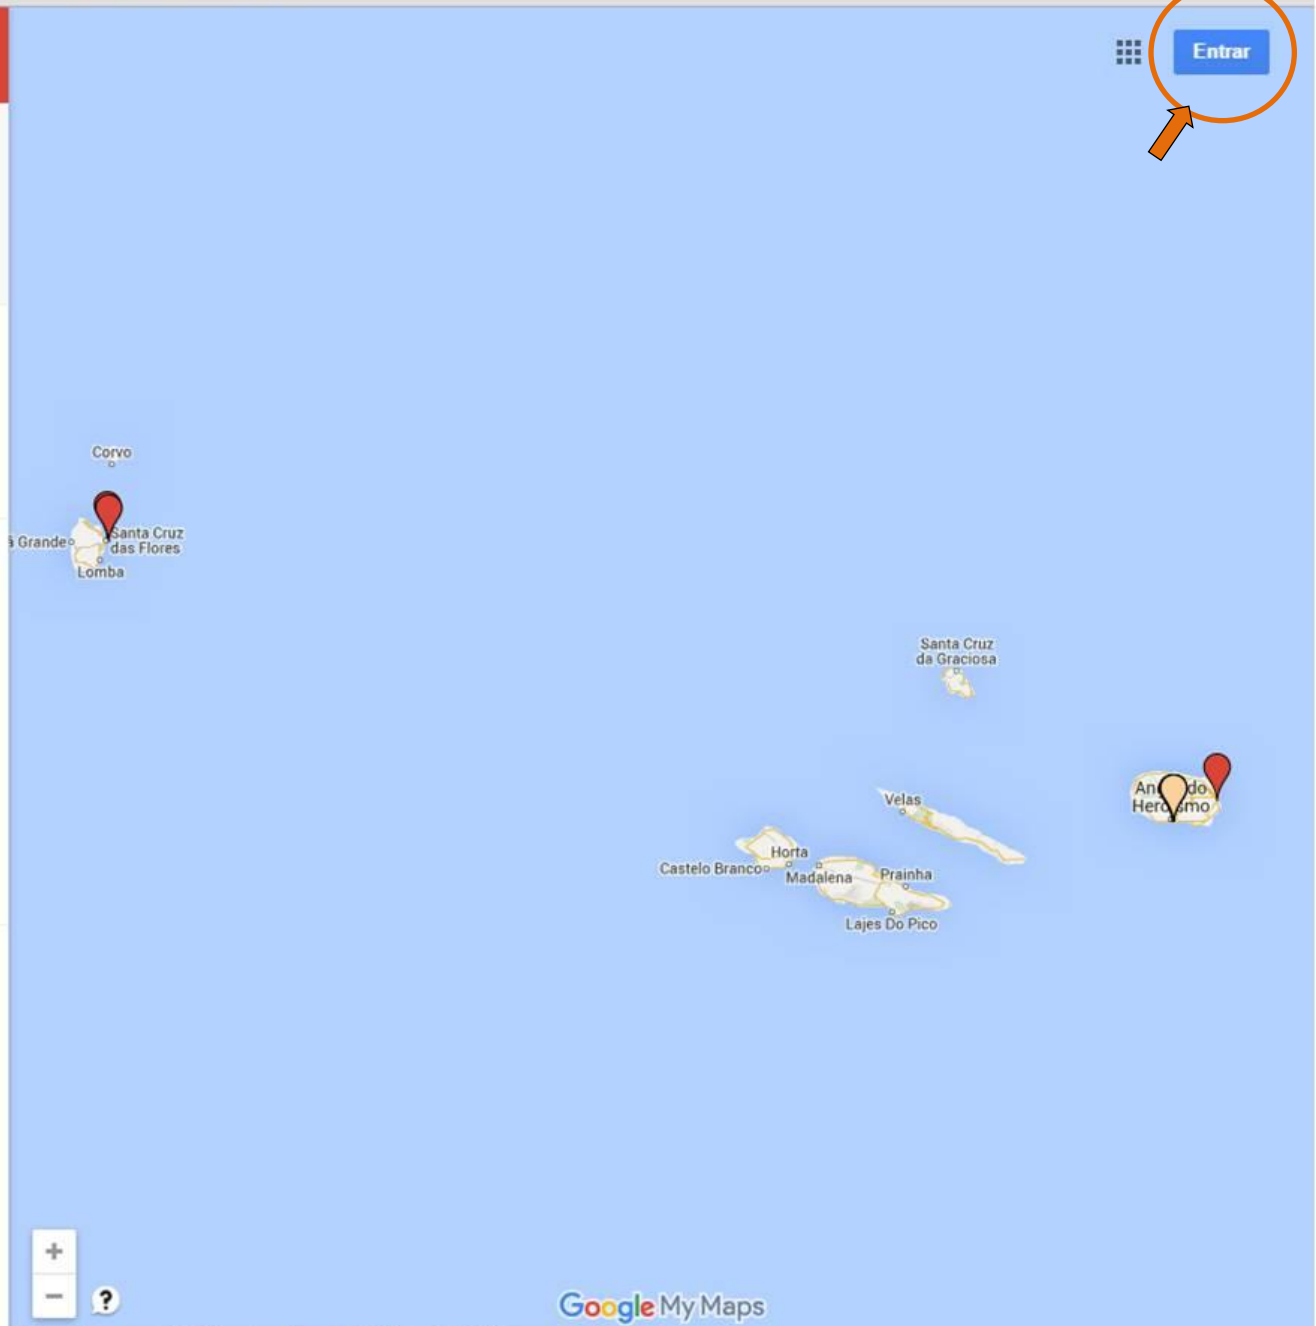 Entrar
Corvo
Santa Cruz
das Flores
Grande
Lomba
Santa Cruz
da Graciosa
Velas
Horta
Castelo Branco
Madalena
Prainha
Lajes Do Pico
+
−
?
Google My Maps